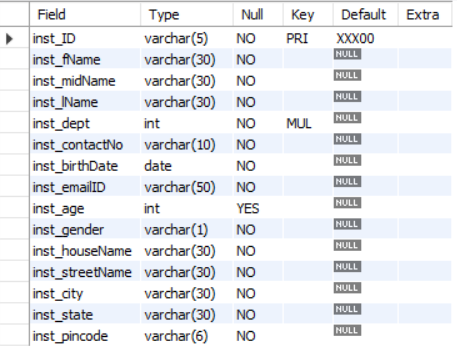 Field Type Null Key Default Extra
inst_ID varchar(5) NO PRI XXX00
inst_fName varchar(30) NO NULL
inst_midName varchar(30) NO NULL
inst_lName varchar(30) NO NULL
inst_dept int NO MUL NULL
inst_contactNo varchar(10) NO NULL
inst_birthDate date NO NULL
inst_emailID varchar(50) NO NULL
inst_age int YES NULL
inst_gender varchar(1) NO NULL
inst_houseName varchar(30) NO NULL
inst_streetName varchar(30) NO NULL
inst_city varchar(30) NO NULL
inst_state varchar(30) NO NULL
inst_pincode varchar(6) NO NULL